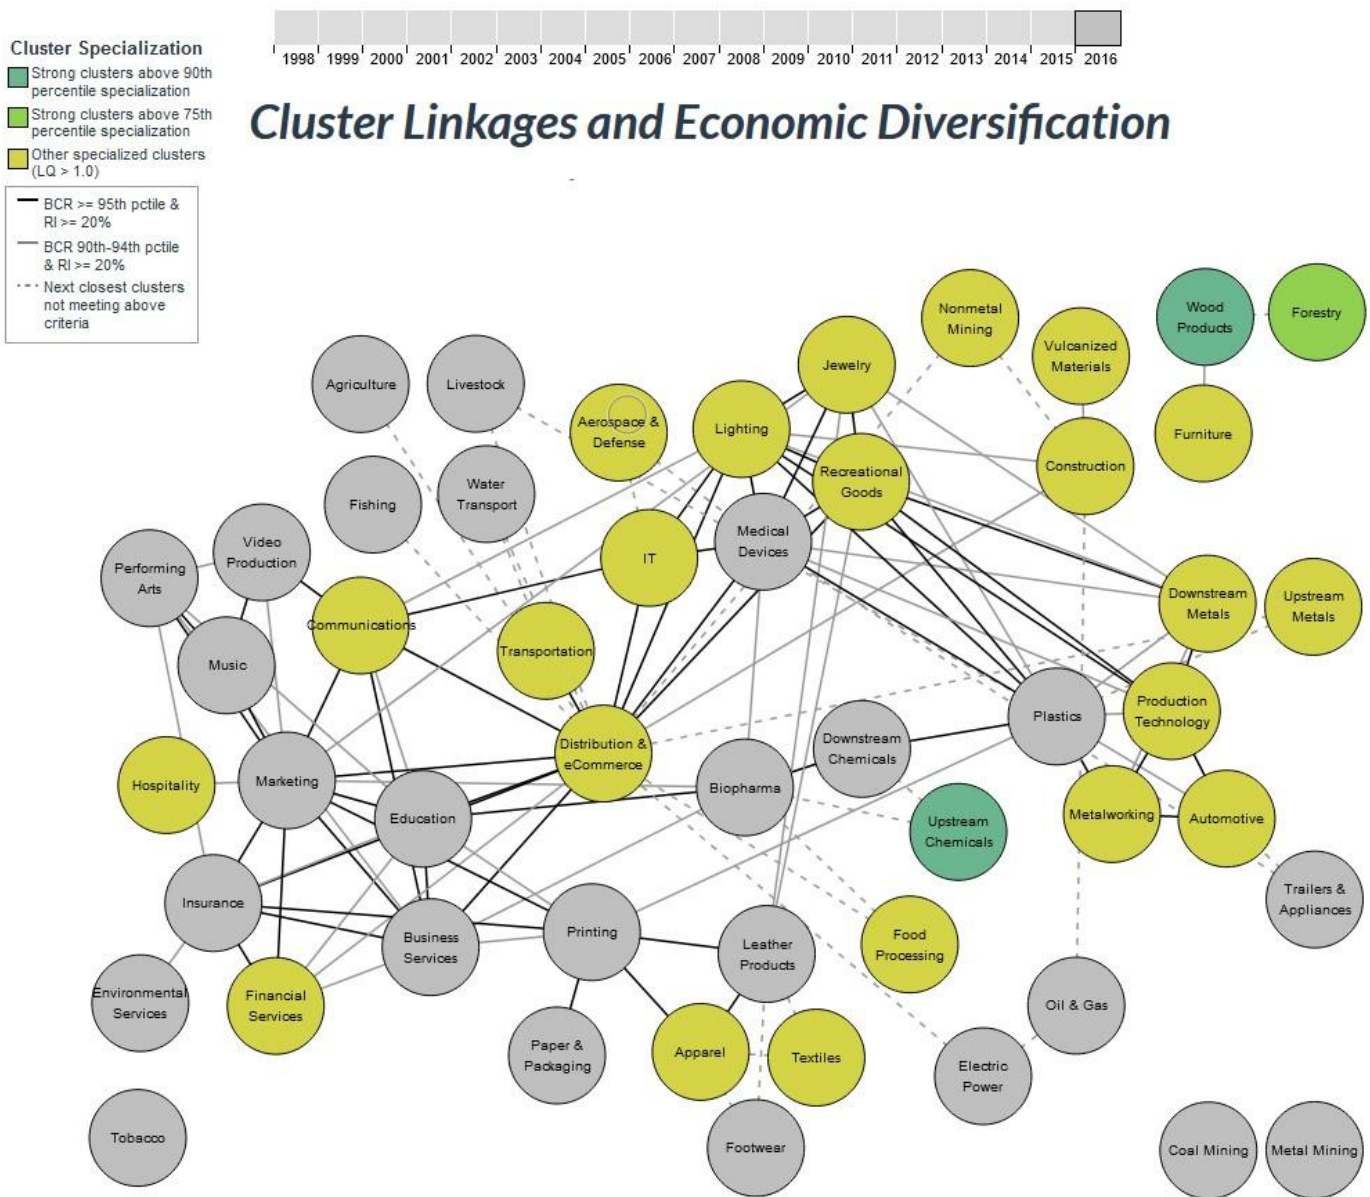 1998 1999 2000 2001 2002 2003 2004 2005 2006 2007 2008 2009 2010 2011 2012 2013 2014 2015 2016
Cluster Specialization
Strong clusters above 90th
percentile specialization
Strong clusters above 75th
percentile specialization
Other specialized clusters
(LQ > 1.0)
BCR >= 95th pctile &
RI >= 20%
BCR 90th-94th pctile
& RI >= 20%
Next closest clusters
not meeting above
criteria
Cluster Linkages and Economic Diversification
Nonmetal
Mining
Wood
Products
Forestry
Vulcanized
Materials
Jewelry
Agriculture
Livestock
Aerospace &
Defense
Lighting
Furniture
Construction
Recreational
Goods
Water
Transport
Fishing
Medical
Devices
Video
Production
IT
Performing
Arts
Downstream
Metals
Upstream
Metals
Communications
Transportation
Music
Plastics
Production
Technology
Downstream
Chemicals
Distribution &
eCommerce
Hospitality
Marketing
Biopharma
Education
Metalworking
Automotive
Upstream
Chemicals
Trailers &
Appliances
Insurance
Business
Services
Printing
Leather
Products
Food
Processing
Environmental
Services
Financial
Services
Oil & Gas
Paper &
Packaging
Apparel
Textiles
Electric
Power
Tobacco
Footwear
Coal Mining
Metal Mining